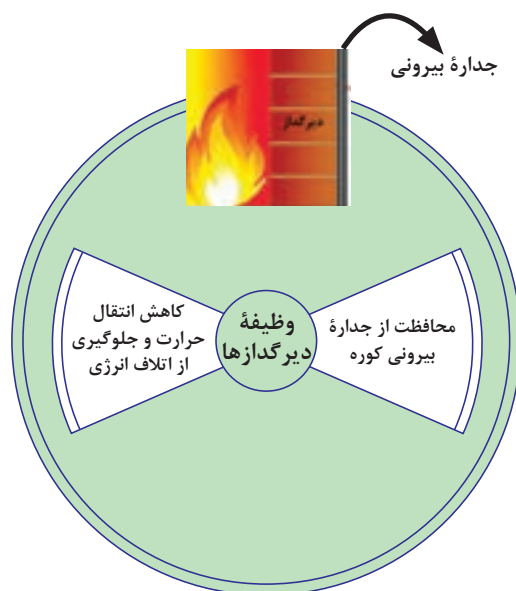 جدارهٔ بیرونی
دیرگداز
محافظت از جدارهٔ
بیرونی کوره
وظیفهٔ
دیرگدازها
کاهش انتقال
حرارت و جلوگیری
از اتلاف انرژی